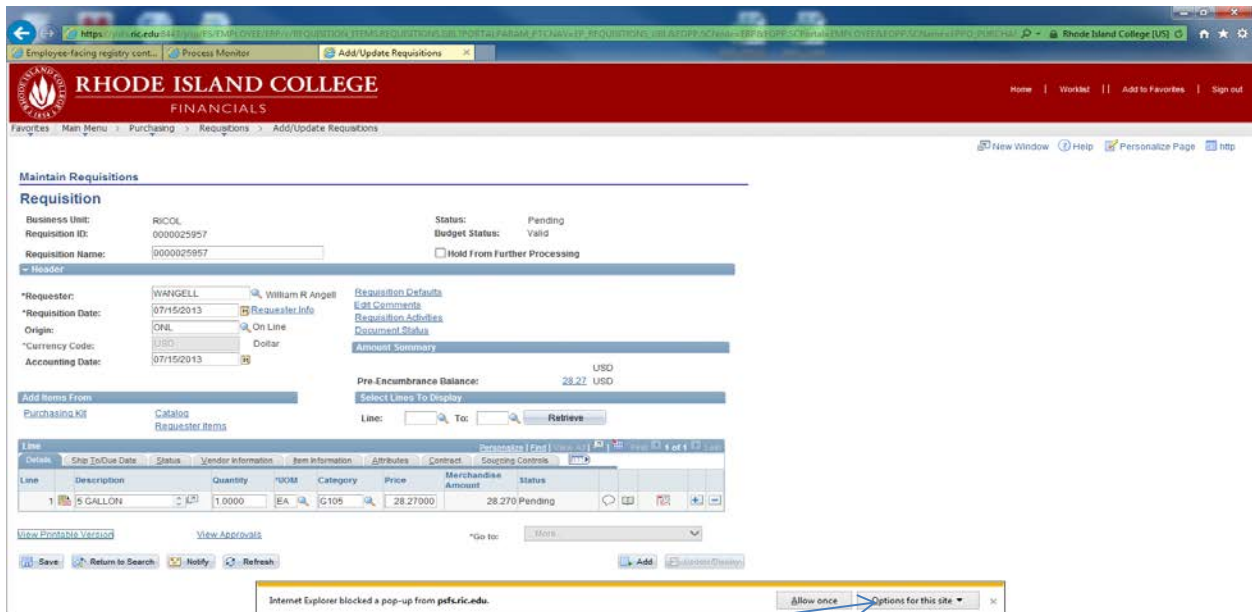 Employee-facing registry cont...  Process Monitor  Add/Update Requisitions
Rhode Island College [US]
RHODE ISLAND COLLEGE
FINANCIALS
Home | Worklist || Add to Favorites | Sign out
Favorites Main Menu > Purchasing > Requisitions > Add/Update Requisitions
New Window Help Personalize Page http
Maintain Requisitions
Requisition
Business Unit: RICOL Status: Pending
Requisition ID: 0000025957 Budget Status: Valid
Requisition Name: 0000025957 Hold From Further Processing
Header
*Requester: WANGELL William R Angell Requisition Defaults
*Requisition Date: 07/15/2013 Requester Info Edit Comments
Requisition Activities
Origin: ONL On Line Document Status
*Currency Code: USD Dollar Amount Summary
Accounting Date: 07/15/2013
USD
Pre-Encumbrance Balance: 28.27 USD
Add Items From Select Lines To Display
Purchasing Kit Catalog Line: To: Retrieve
Requester Items
Line Personalize | Find | View All | 1 of 1
Details Ship To/Due Date Status Vendor Information Item Information Attributes Contract Sourcing Controls
Line Description Quantity *UOM Category Price Merchandise Amount Status
1 5 GALLON 1.0000 EA G105 28.27000 28.270 Pending
View Printable Version View Approvals *Go to: More
Save Return to Search Notify Refresh Add
Internet Explorer blocked a pop-up from psfs.ric.edu. Allow once Options for this site